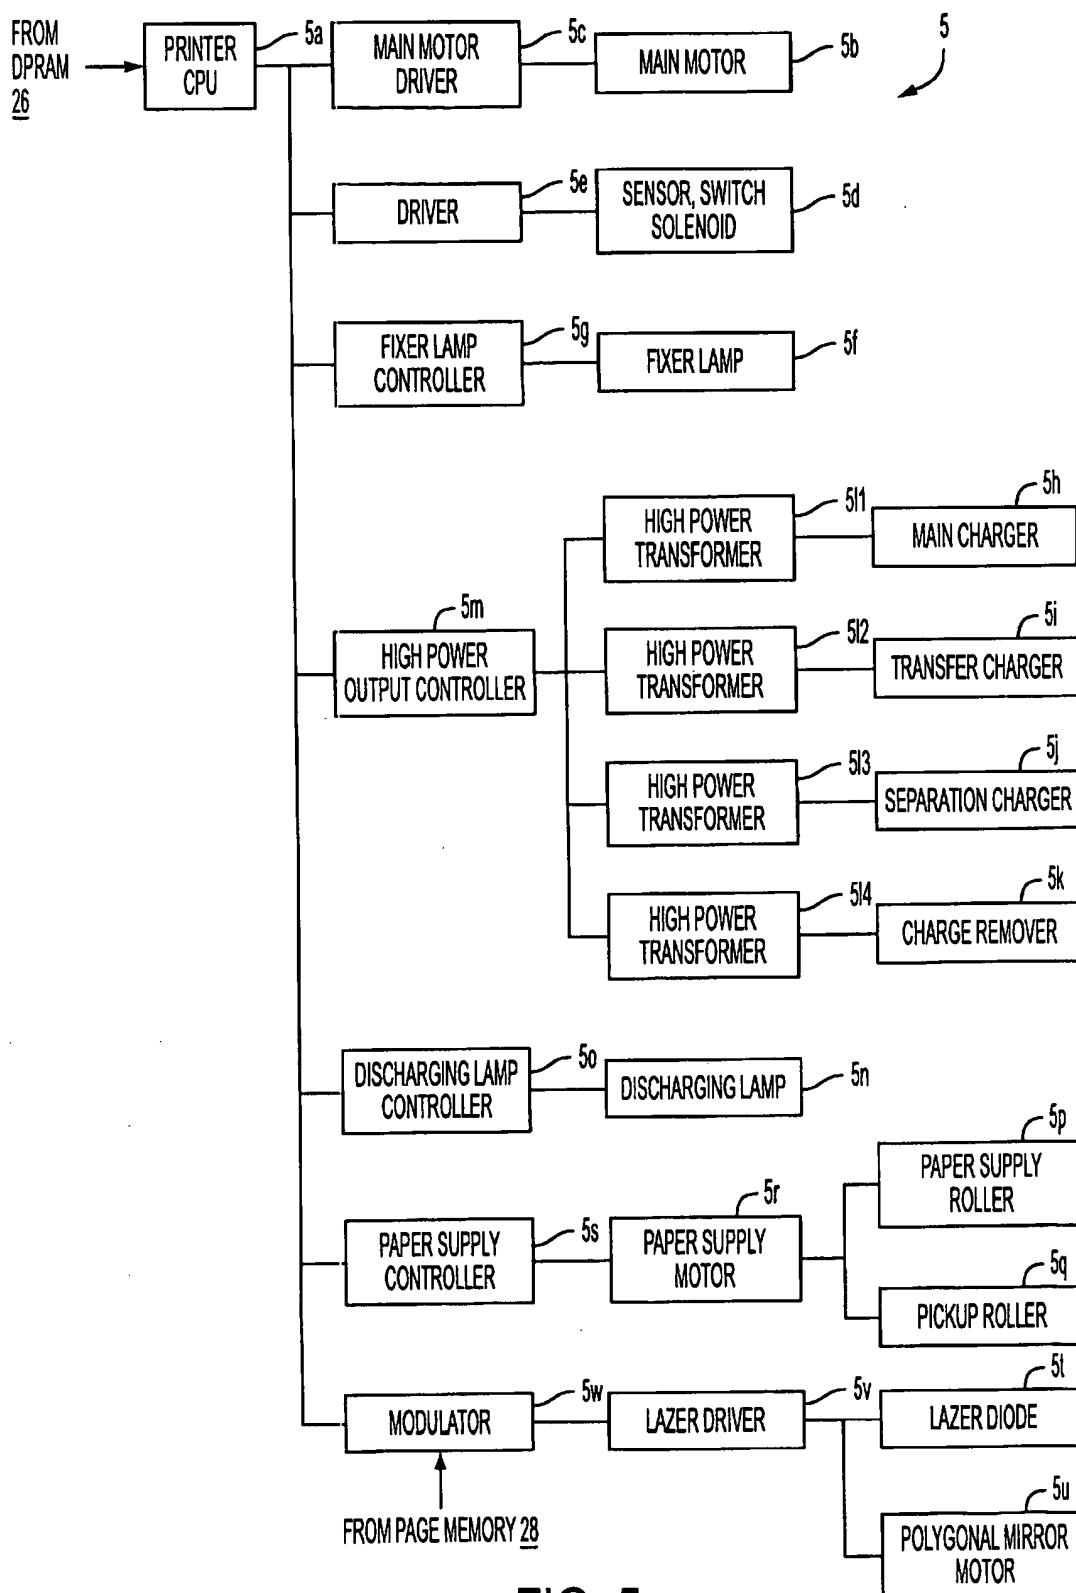 FROM
DPRAM
26
PRINTER
CPU
5a
MAIN MOTOR
DRIVER
5c
MAIN MOTOR
5b
5
DRIVER
5e
SENSOR, SWITCH
SOLENOID
5d
FIXER LAMP
CONTROLLER
5g
FIXER LAMP
5f
HIGH POWER
OUTPUT CONTROLLER
5m
HIGH POWER
TRANSFORMER
5l1
MAIN CHARGER
5h
HIGH POWER
TRANSFORMER
5l2
TRANSFER CHARGER
5i
HIGH POWER
TRANSFORMER
5l3
SEPARATION CHARGER
5j
HIGH POWER
TRANSFORMER
5l4
CHARGE REMOVER
5k
DISCHARGING LAMP
CONTROLLER
5o
DISCHARGING LAMP
5n
PAPER SUPPLY
CONTROLLER
5s
PAPER SUPPLY
MOTOR
5r
PAPER SUPPLY
ROLLER
5p
PICKUP ROLLER
5q
MODULATOR
5w
LAZER DRIVER
5v
LAZER DIODE
5t
POLYGONAL MIRROR
MOTOR
5u
FROM PAGE MEMORY 28
FIG. 5